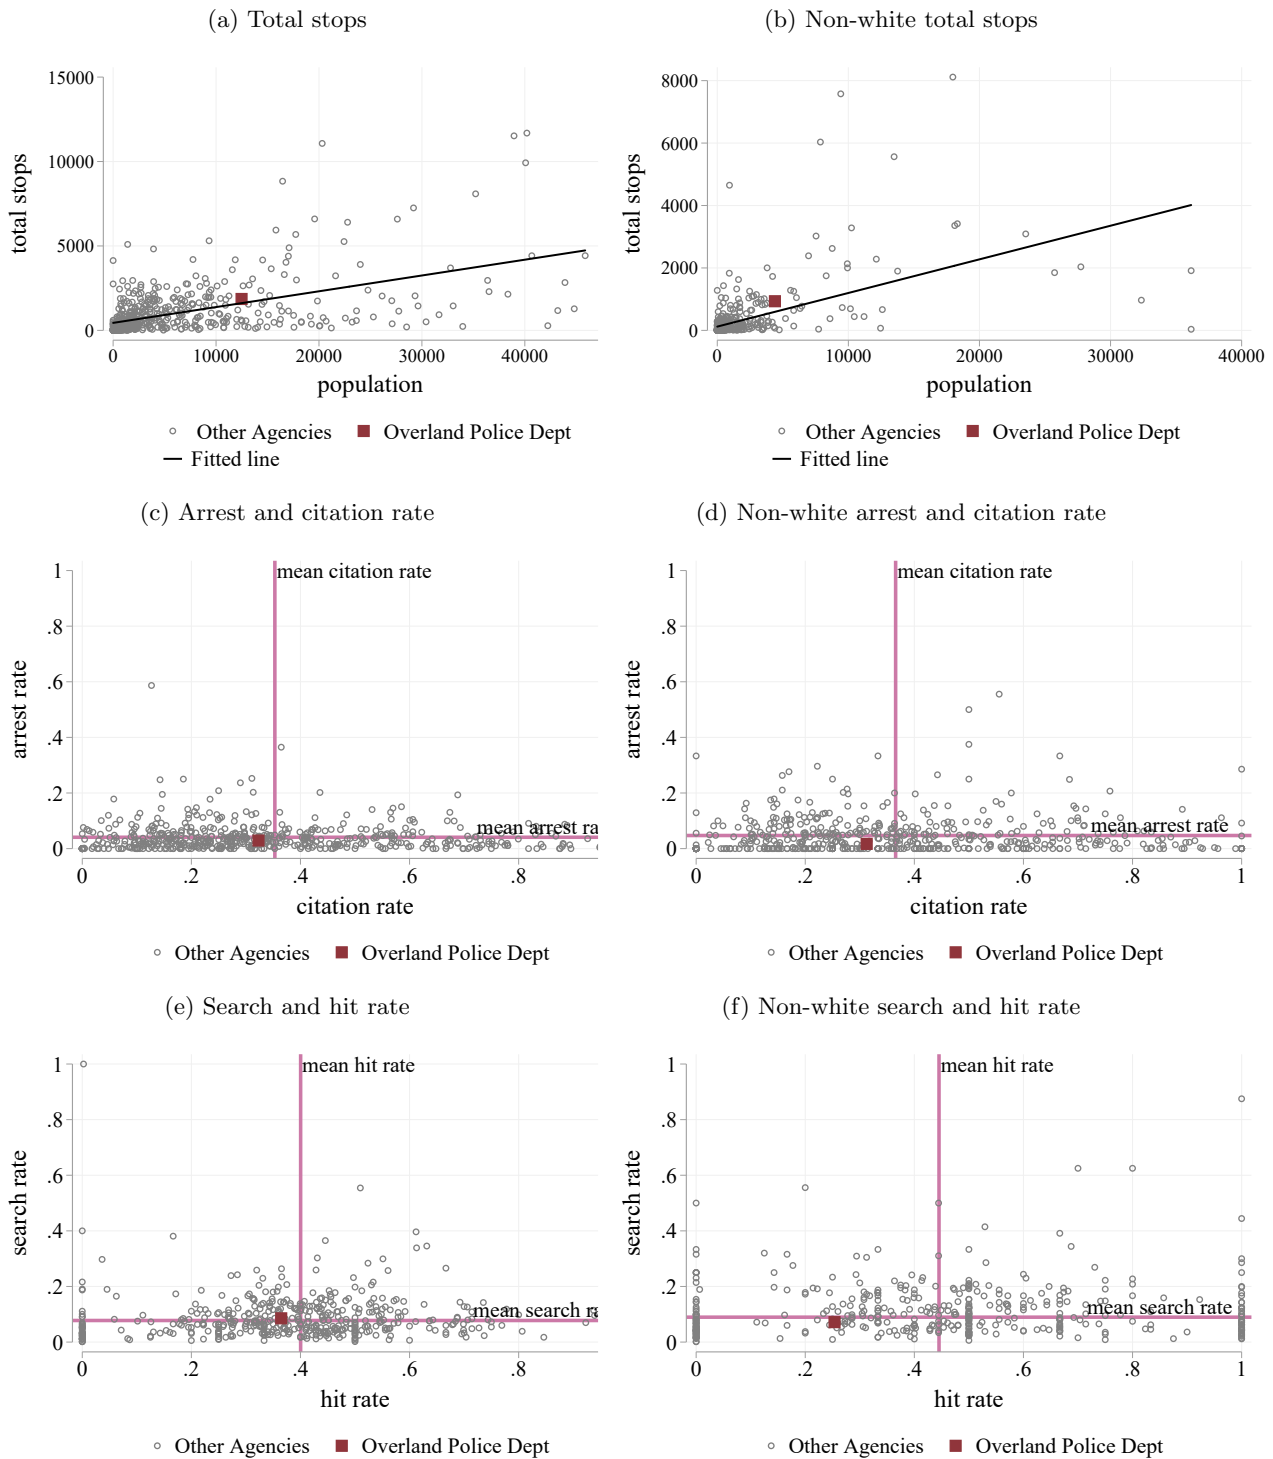 (a) Total stops
(b) Non-white total stops
15000
10000
5000
0
total stops
0 10000 20000 30000 40000
population
Other Agencies Overland Police Dept
Fitted line
8000
6000
4000
2000
0
total stops
0 10000 20000 30000 40000
population
Other Agencies Overland Police Dept
Fitted line
(c) Arrest and citation rate
(d) Non-white arrest and citation rate
mean citation rate
1
.8
.6
.4
.2
0
arrest rate
mean arrest ra
0 .2 .4 .6 .8
citation rate
Other Agencies Overland Police Dept
mean citation rate
1
.8
.6
.4
.2
0
arrest rate
mean arrest rate
0 .2 .4 .6 .8 1
citation rate
Other Agencies Overland Police Dept
(e) Search and hit rate
(f) Non-white search and hit rate
mean hit rate
1
.8
.6
.4
.2
0
search rate
mean search ra
0 .2 .4 .6 .8
hit rate
Other Agencies Overland Police Dept
mean hit rate
1
.8
.6
.4
.2
0
search rate
mean search rate
0 .2 .4 .6 .8 1
hit rate
Other Agencies Overland Police Dept